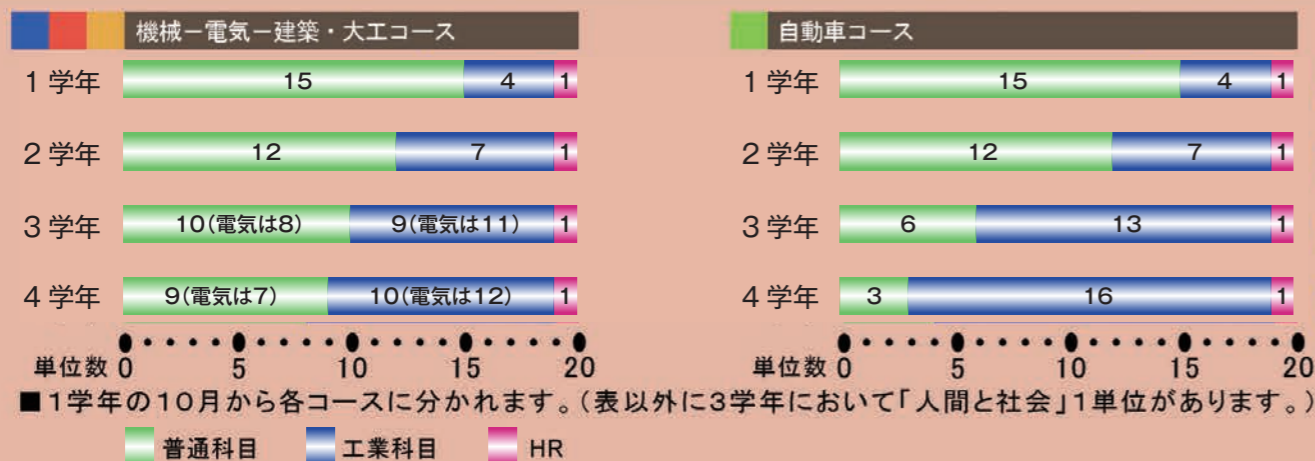 機械－電気－建築・大工コース
1学年 15 4 1
2学年 12 7 1
3学年 10(電気は8) 9(電気は11) 1
4学年 9(電気は7) 10(電気は12) 1
単位数 0 5 10 15 20
自動車コース
1学年 15 4 1
2学年 12 7 1
3学年 6 13 1
4学年 3 16 1
単位数 0 5 10 15 20
■1学年の10月から各コースに分かれます。(表以外に3学年において「人間と社会」1単位があります。)
普通科目 工業科目 HR